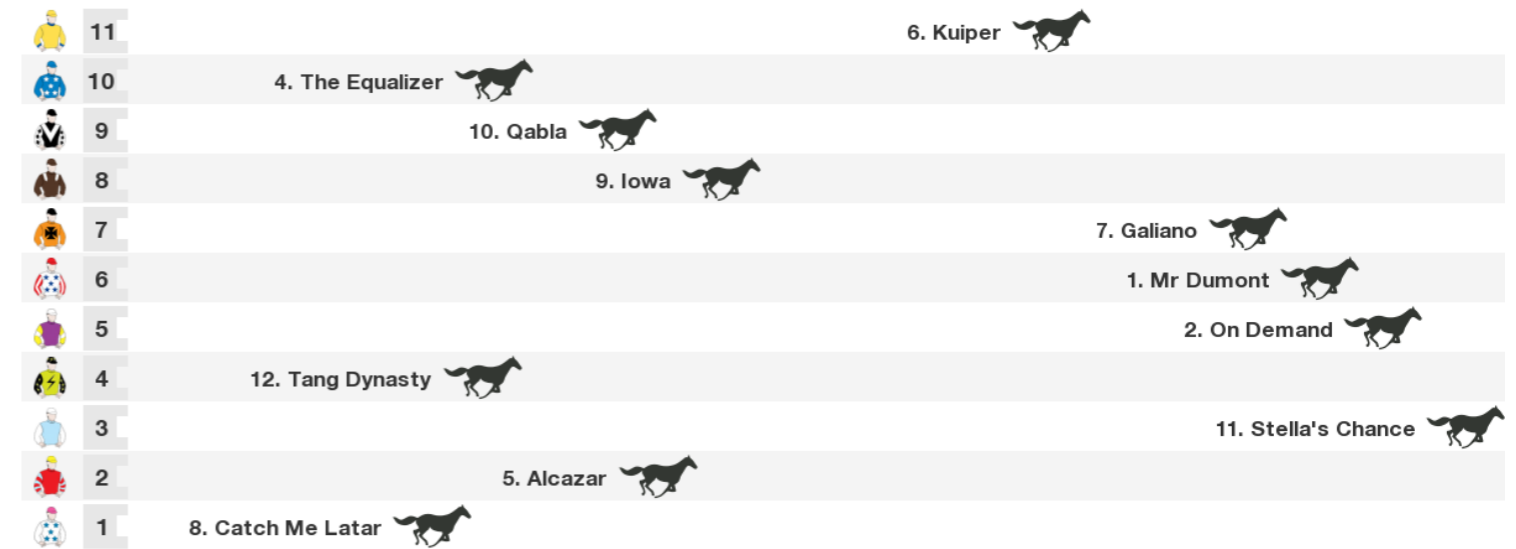 11 6. Kuiper
10 4. The Equalizer
9 10. Qabla
8 9. Iowa
7 7. Galiano
6 1. Mr Dumont
5 2. On Demand
4 12. Tang Dynasty
3 11. Stella's Chance
2 5. Alcazar
1 8. Catch Me Latar